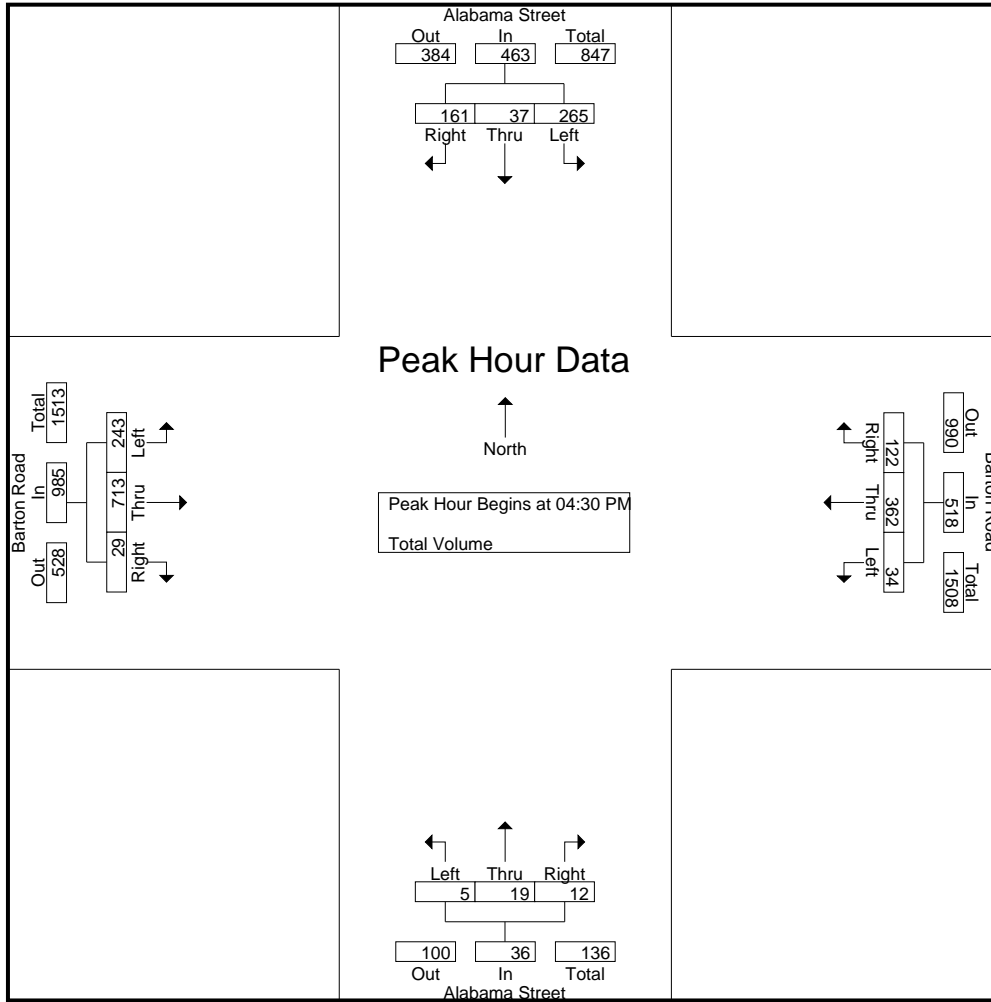 Alabama Street
Out In Total
384 463 847
161 37 265
Right Thru Left
Peak Hour Data
North
Peak Hour Begins at 04:30 PM
Total Volume
Barton Road
Out In Total
528 985 1513
29 713 243
Right Thru Left
Barton Road
Out In Total
990 518 1508
122 362 34
Right Thru Left
Left Thru Right
5 19 12
100 36 136
Out In Total
Alabama Street